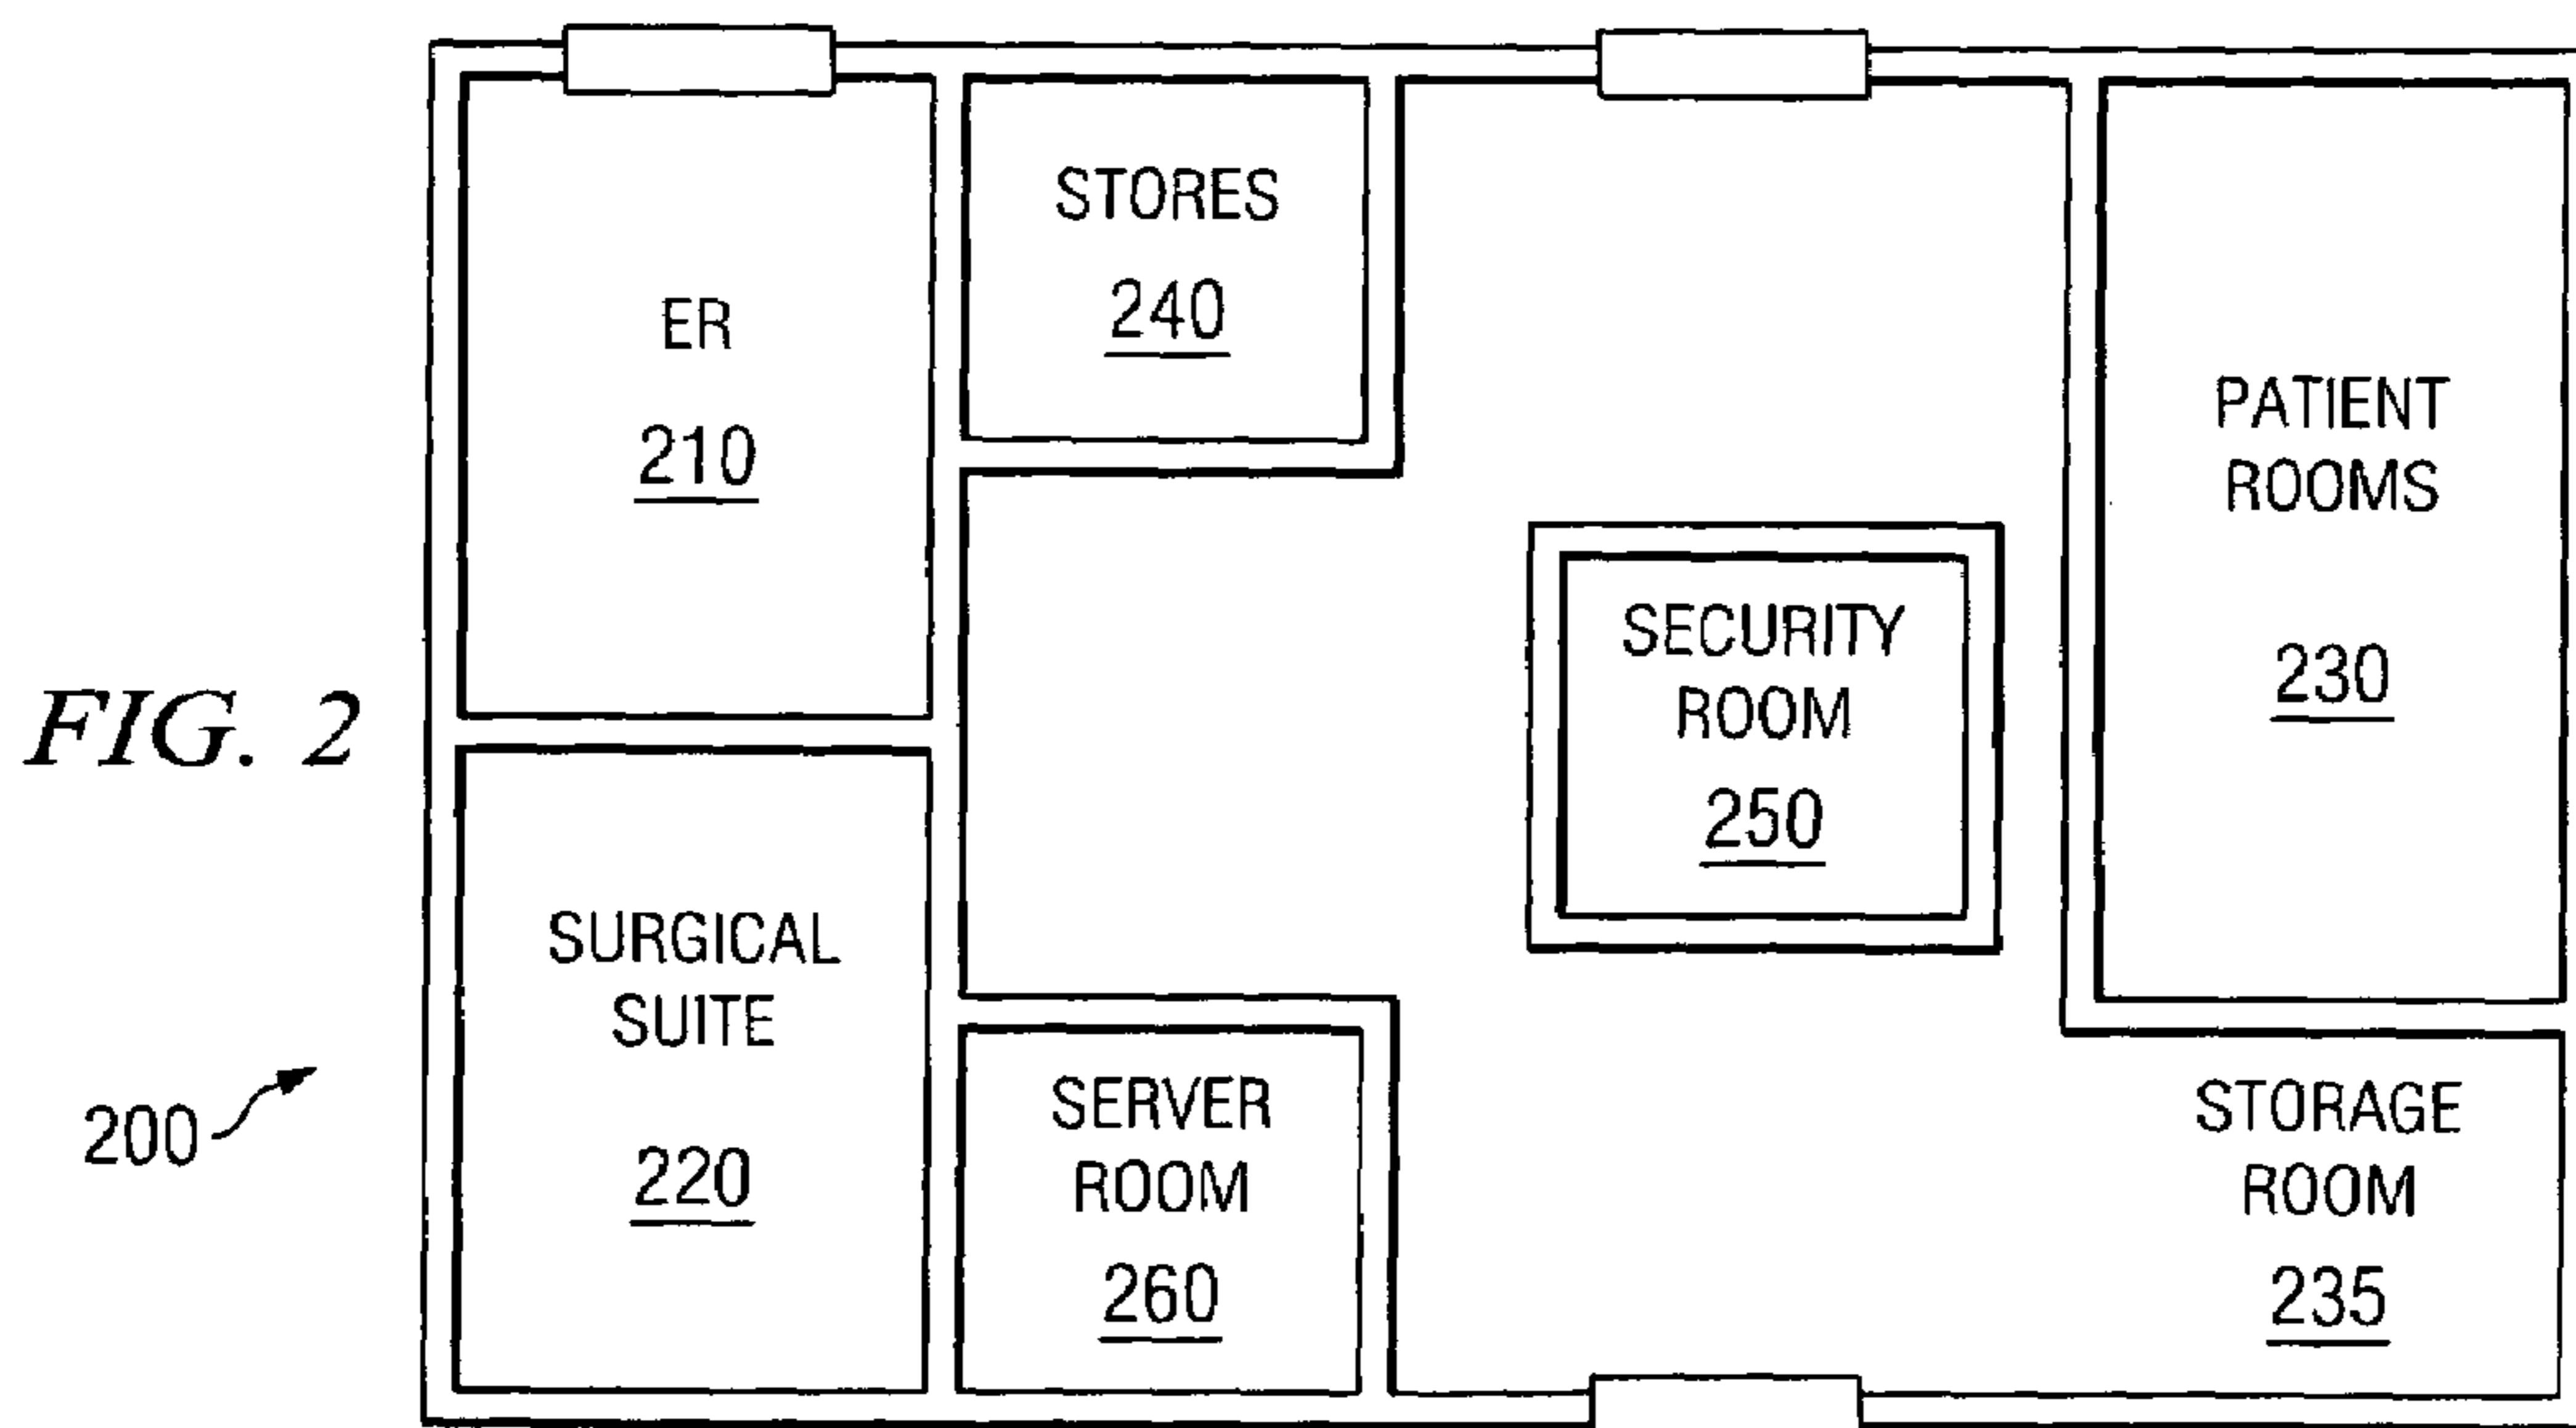 FIG. 2
200
ER
210
STORES
240
SURGICAL
SUITE
220
SERVER
ROOM
260
SECURITY
ROOM
250
PATIENT
ROOMS
230
STORAGE
ROOM
235